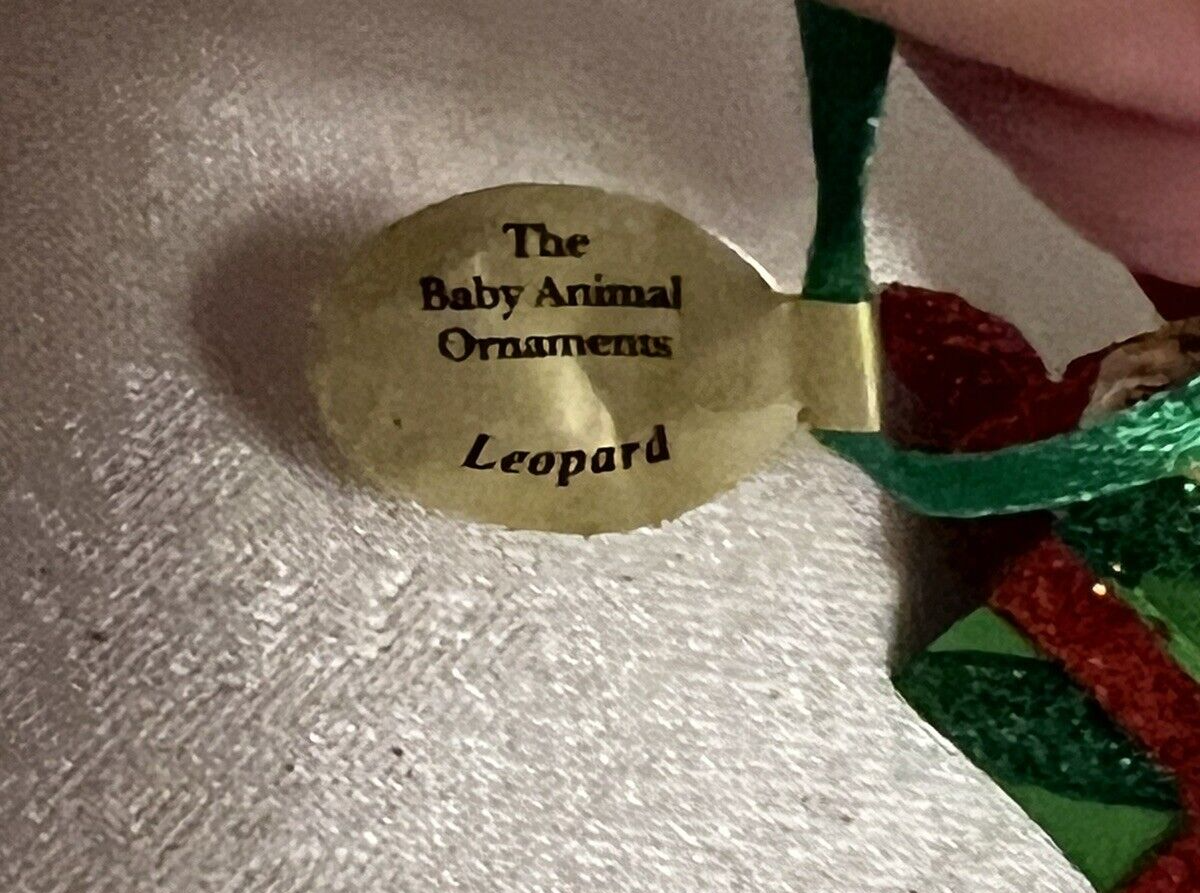 The
Baby Animal
Ornaments
Leopard